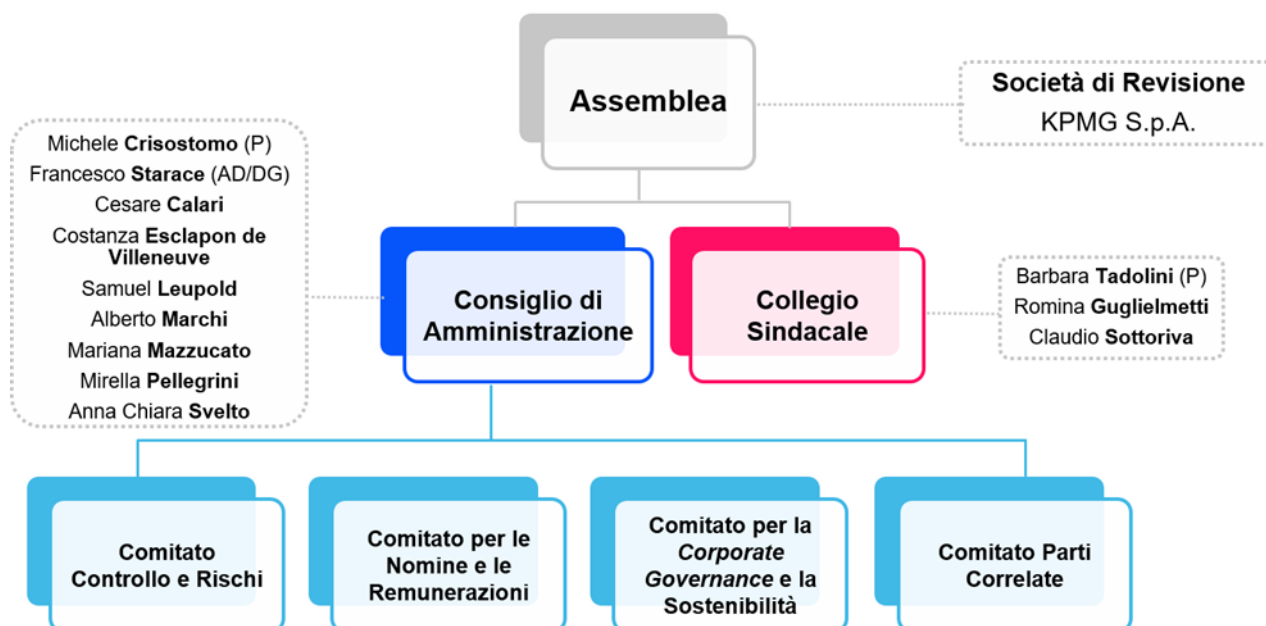 Assemblea
Società di Revisione
KPMG S.p.A.
Michele Crisostomo (P)
Francesco Starace (AD/DG)
Cesare Calari
Costanza Esclapon de
Villeneuve
Samuel Leupold
Alberto Marchi
Mariana Mazzucato
Mirella Pellegrini
Anna Chiara Svelto
Consiglio di
Amministrazione
Collegio
Sindacale
Barbara Tadolini (P)
Romina Guglielmetti
Claudio Sottoriva
Comitato
Controllo e Rischi
Comitato per le
Nomine e le
Remunerazioni
Comitato per la
Corporate
Governance e la
Sostenibilità
Comitato Parti
Correlate